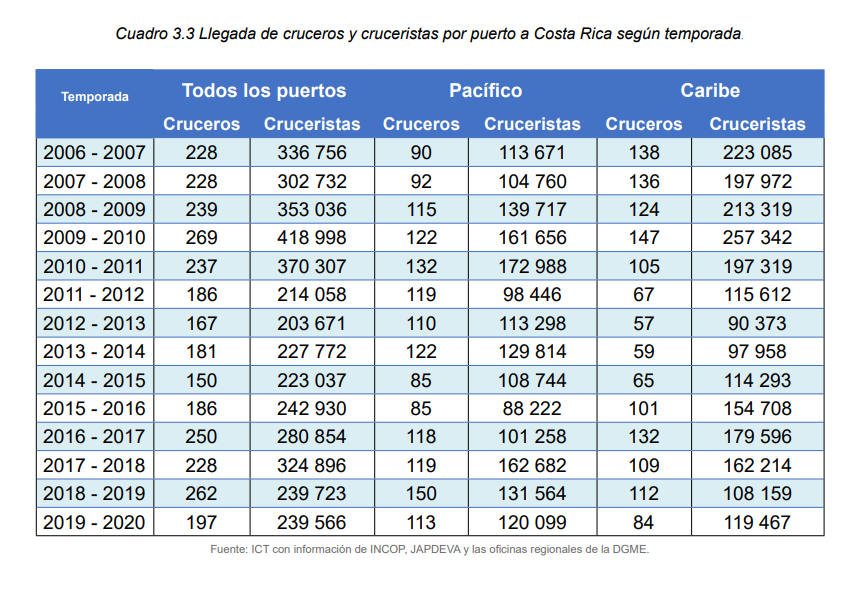 Cuadro 3.3 Llegada de cruceros y cruceristas por puerto a Costa Rica según temporada.
Temporada Todos los puertos Pacífico Caribe
Cruceros Cruceristas Cruceros Cruceristas Cruceros Cruceristas
2006 - 2007 228 336 756 90 113 671 138 223 085
2007 - 2008 228 302 732 92 104 760 136 197 972
2008 - 2009 239 353 036 115 139 717 124 213 319
2009 - 2010 269 418 998 122 161 656 147 257 342
2010 - 2011 237 370 307 132 172 988 105 197 319
2011 - 2012 186 214 058 119 98 446 67 115 612
2012 - 2013 167 203 671 110 113 298 57 90 373
2013 - 2014 181 227 772 122 129 814 59 97 958
2014 - 2015 150 223 037 85 108 744 65 114 293
2015 - 2016 186 242 930 85 88 222 101 154 708
2016 - 2017 250 280 854 118 101 258 132 179 596
2017 - 2018 228 324 896 119 162 682 109 162 214
2018 - 2019 262 239 723 150 131 564 112 108 159
2019 - 2020 197 239 566 113 120 099 84 119 467
Fuente: ICT con información de INCOP, JAPDEVA y las oficinas regionales de la DGME.